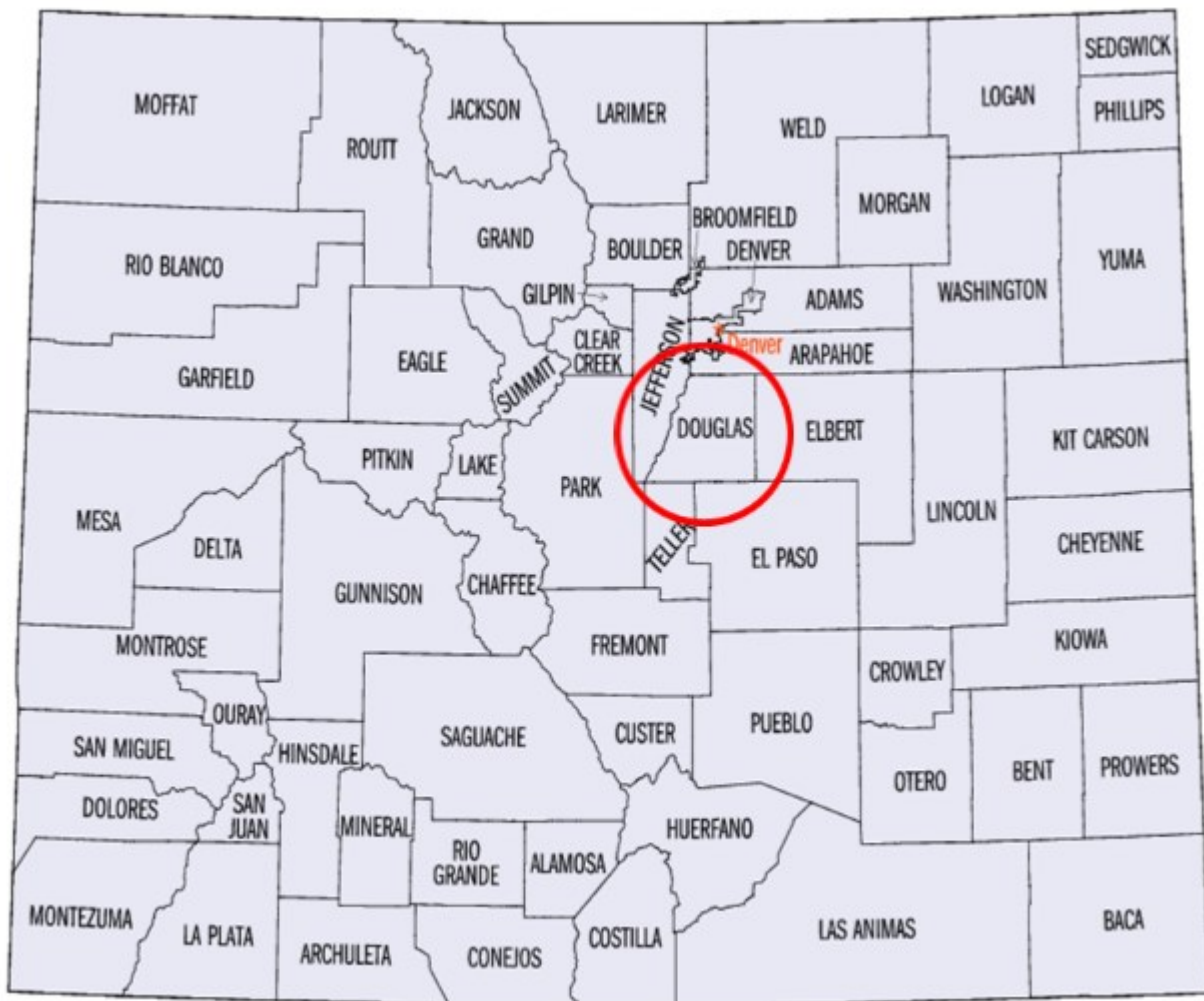 SEDGWICK
MOFFAT
JACKSON
LARIMER
LOGAN
PHILLIPS
WELD
ROUTT
MORGAN
BROOMFIELD
GRAND
BOULDER
DENVER
YUMA
RIO BLANCO
GILPIN
ADAMS
WASHINGTON
CLEAR
CREEK
Denver
EAGLE
JEFFERSON
ARAPAHOE
GARFIELD
SUMMIT
DOUGLAS
ELBERT
KIT CARSON
PITKIN
LAKE
PARK
LINCOLN
MESA
DELTA
TELLER
EL PASO
CHEYENNE
GUNNISON
CHAFFEE
MONTROSE
FREMONT
KIOWA
CROWLEY
OURAY
SAN MIGUEL
HINSDALE
SAGUACHE
CUSTER
PUEBLO
OTERO
BENT
PROWERS
DOLORES
SAN
JUAN
MINERAL
RIO
GRANDE
ALAMOSA
HUERFANO
MONTEZUMA
LA PLATA
ARCHULETA
CONEJOS
COSTILLA
LAS ANIMAS
BACA